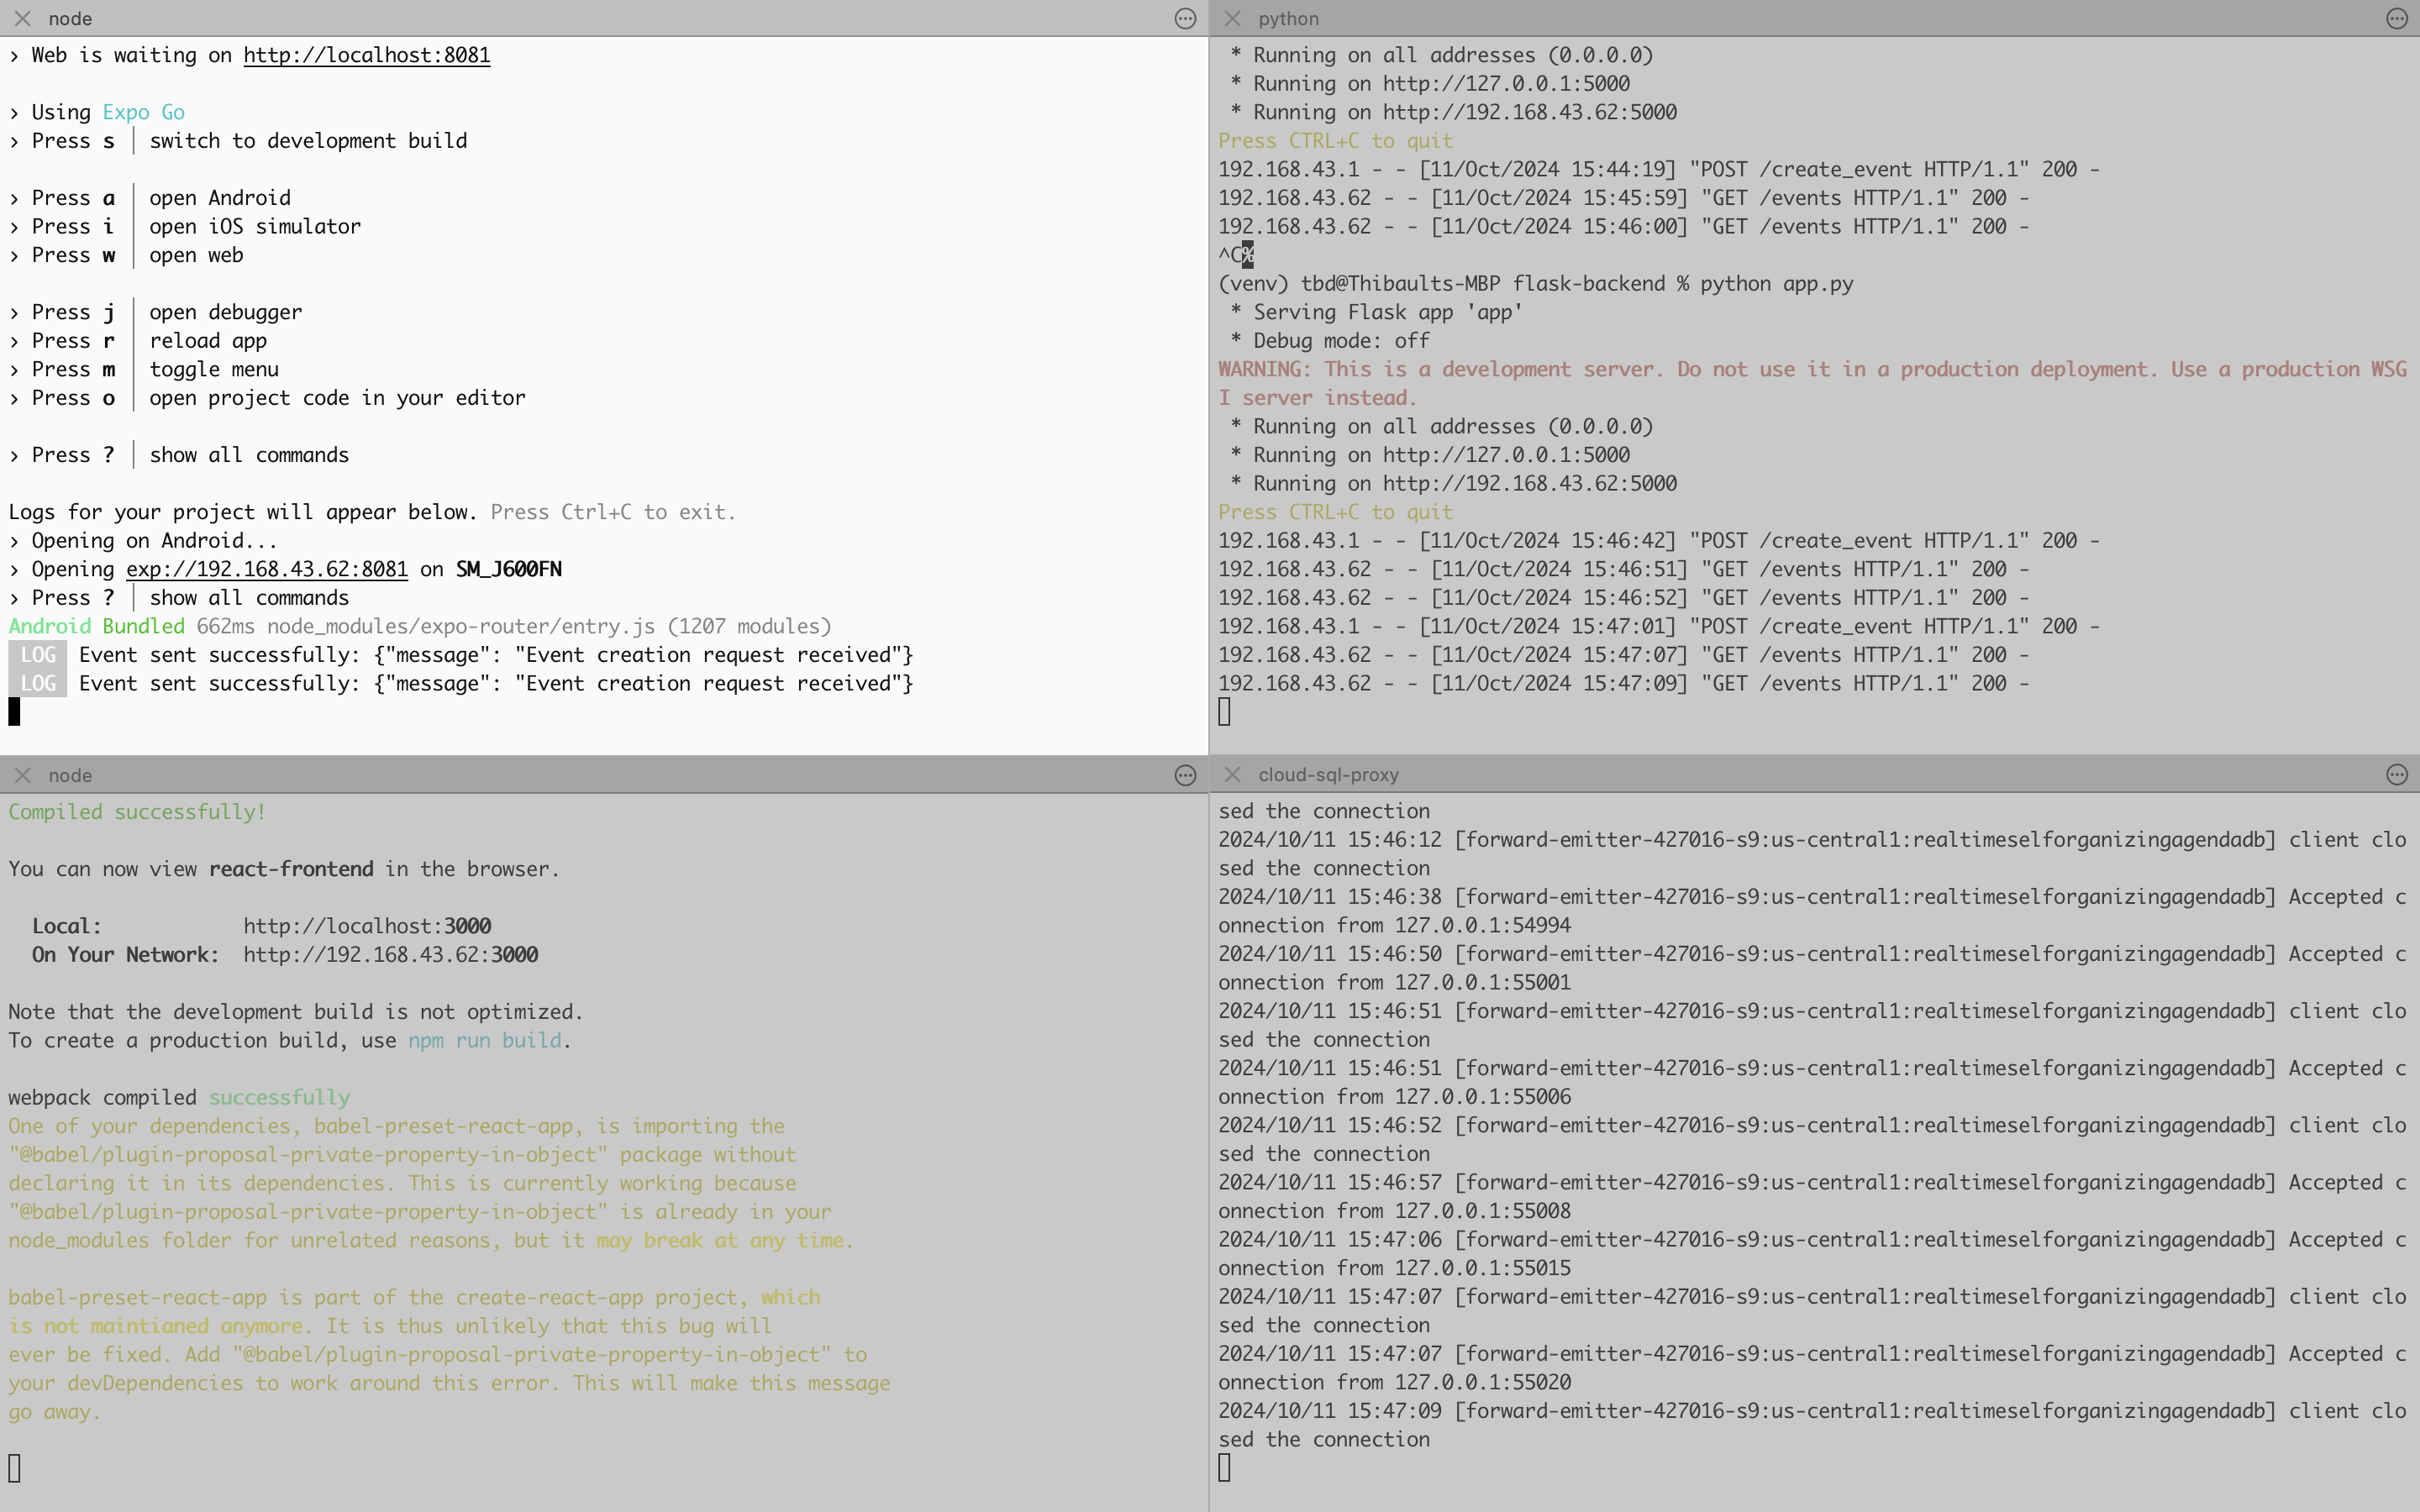 node
› Web is waiting on http://localhost:8081
› Using Expo Go
› Press s │ switch to development build
› Press a │ open Android
› Press i │ open iOS simulator
› Press w │ open web
› Press j │ open debugger
› Press r │ reload app
› Press m │ toggle menu
› Press o │ open project code in your editor
› Press ? │ show all commands
Logs for your project will appear below. Press Ctrl+C to exit.
› Opening on Android...
› Opening exp://192.168.43.62:8081 on SM_J600FN
› Press ? │ show all commands
Android Bundled 662ms node_modules/expo-router/entry.js (1207 modules)
LOG Event sent successfully: {"message": "Event creation request received"}
LOG Event sent successfully: {"message": "Event creation request received"}
python
* Running on all addresses (0.0.0.0)
* Running on http://127.0.0.1:5000
* Running on http://192.168.43.62:5000
Press CTRL+C to quit
192.168.43.1 - - [11/Oct/2024 15:44:19] "POST /create_event HTTP/1.1" 200 -
192.168.43.62 - - [11/Oct/2024 15:45:59] "GET /events HTTP/1.1" 200 -
192.168.43.62 - - [11/Oct/2024 15:46:00] "GET /events HTTP/1.1" 200 -
^C%
(venv) tbd@Thibaults-MBP flask-backend % python app.py
* Serving Flask app 'app'
* Debug mode: off
WARNING: This is a development server. Do not use it in a production deployment. Use a production WSG
I server instead.
* Running on all addresses (0.0.0.0)
* Running on http://127.0.0.1:5000
* Running on http://192.168.43.62:5000
Press CTRL+C to quit
192.168.43.1 - - [11/Oct/2024 15:46:42] "POST /create_event HTTP/1.1" 200 -
192.168.43.62 - - [11/Oct/2024 15:46:51] "GET /events HTTP/1.1" 200 -
192.168.43.62 - - [11/Oct/2024 15:46:52] "GET /events HTTP/1.1" 200 -
192.168.43.1 - - [11/Oct/2024 15:47:01] "POST /create_event HTTP/1.1" 200 -
192.168.43.62 - - [11/Oct/2024 15:47:07] "GET /events HTTP/1.1" 200 -
192.168.43.62 - - [11/Oct/2024 15:47:09] "GET /events HTTP/1.1" 200 -
node
Compiled successfully!
You can now view react-frontend in the browser.
Local: http://localhost:3000
On Your Network: http://192.168.43.62:3000
Note that the development build is not optimized.
To create a production build, use npm run build.
webpack compiled successfully
One of your dependencies, babel-preset-react-app, is importing the
"@babel/plugin-proposal-private-property-in-object" package without
declaring it in its dependencies. This is currently working because
"@babel/plugin-proposal-private-property-in-object" is already in your
node_modules folder for unrelated reasons, but it may break at any time.
babel-preset-react-app is part of the create-react-app project, which
is not maintianed anymore. It is thus unlikely that this bug will
ever be fixed. Add "@babel/plugin-proposal-private-property-in-object" to
your devDependencies to work around this error. This will make this message
go away.
cloud-sql-proxy
sed the connection
2024/10/11 15:46:12 [forward-emitter-427016-s9:us-central1:realtimeselforganizingagendadb] client clo
sed the connection
2024/10/11 15:46:38 [forward-emitter-427016-s9:us-central1:realtimeselforganizingagendadb] Accepted c
onnection from 127.0.0.1:54994
2024/10/11 15:46:50 [forward-emitter-427016-s9:us-central1:realtimeselforganizingagendadb] Accepted c
onnection from 127.0.0.1:55001
2024/10/11 15:46:51 [forward-emitter-427016-s9:us-central1:realtimeselforganizingagendadb] client clo
sed the connection
2024/10/11 15:46:51 [forward-emitter-427016-s9:us-central1:realtimeselforganizingagendadb] Accepted c
onnection from 127.0.0.1:55006
2024/10/11 15:46:52 [forward-emitter-427016-s9:us-central1:realtimeselforganizingagendadb] client clo
sed the connection
2024/10/11 15:46:57 [forward-emitter-427016-s9:us-central1:realtimeselforganizingagendadb] Accepted c
onnection from 127.0.0.1:55008
2024/10/11 15:47:06 [forward-emitter-427016-s9:us-central1:realtimeselforganizingagendadb] Accepted c
onnection from 127.0.0.1:55015
2024/10/11 15:47:07 [forward-emitter-427016-s9:us-central1:realtimeselforganizingagendadb] client clo
sed the connection
2024/10/11 15:47:07 [forward-emitter-427016-s9:us-central1:realtimeselforganizingagendadb] Accepted c
onnection from 127.0.0.1:55020
2024/10/11 15:47:09 [forward-emitter-427016-s9:us-central1:realtimeselforganizingagendadb] client clo
sed the connection